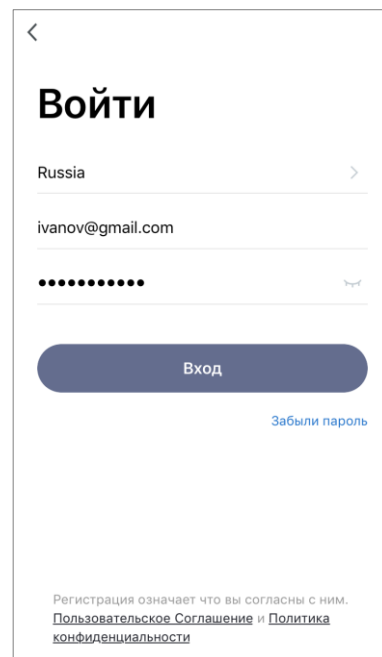 Войти
Russia
ivanov@gmail.com
•••••••••••
Вход
Забыли пароль
Регистрация означает что вы согласны с ним.
Пользовательское Соглашение и Политика
конфиденциальности